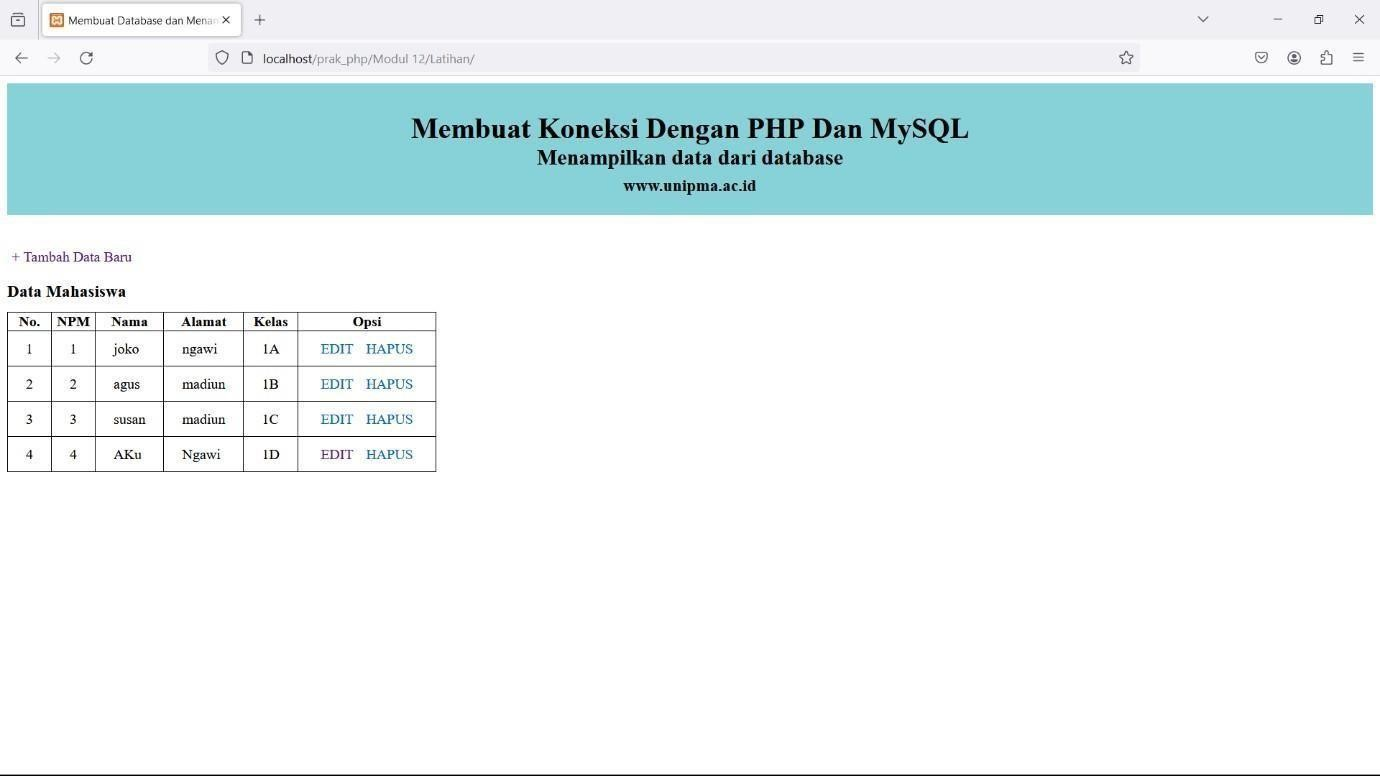 Membuat Database dan Menan
localhost/prak_php/Modul 12/Latihan/
Membuat Koneksi Dengan PHP Dan MySQL
Menampilkan data dari database
www.unipma.ac.id
+ Tambah Data Baru
Data Mahasiswa
No. NPM Nama Alamat Kelas Opsi
1 1 joko ngawi 1A EDIT HAPUS
2 2 agus madiun 1B EDIT HAPUS
3 3 susan madiun 1C EDIT HAPUS
4 4 AKu Ngawi 1D EDIT HAPUS